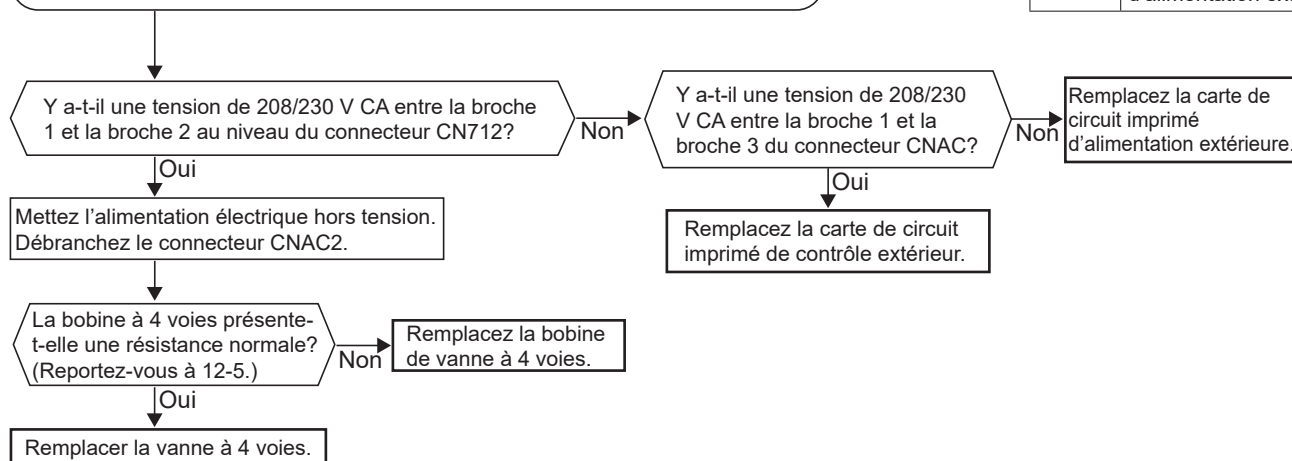 Y a-t-il une tension de 208/230 V CA entre la broche
1 et la broche 2 au niveau du connecteur CN712?
Non
Y a-t-il une tension de 208/230
V CA entre la broche 1 et la
broche 3 du connecteur CNAC?
Non
Remplacez la carte de
circuit imprimé
d'alimentation extérieure.
Oui
Oui
Mettez l'alimentation électrique hors tension.
Débranchez le connecteur CNAC2.
Remplacez la carte de circuit
imprimé de contrôle extérieur.
La bobine à 4 voies présente-
t-elle une résistance normale?
(Reportez-vous à 12-5.)
Non
Remplacez la bobine
de vanne à 4 voies.
Oui
Remplacer la vanne à 4 voies.